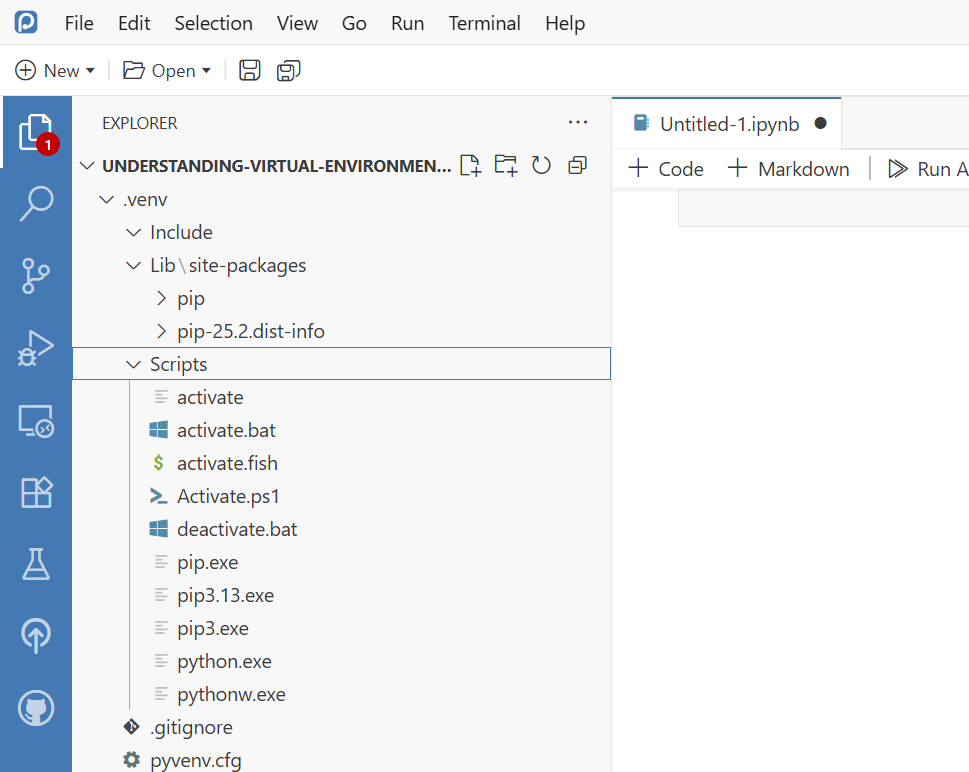 File Edit Selection View Go Run Terminal Help
New Open
EXPLORER ...
1
UNDERSTANDING-VIRTUAL-ENVIRONMEN...
.venv
Include
Lib\site-packages
pip
pip-25.2.dist-info
Scripts
activate
activate.bat
activate.fish
Activate.ps1
deactivate.bat
pip.exe
pip3.13.exe
pip3.exe
python.exe
pythonw.exe
.gitignore
pyvenv.cfg
Untitled-1.ipynb
Code Markdown Run A